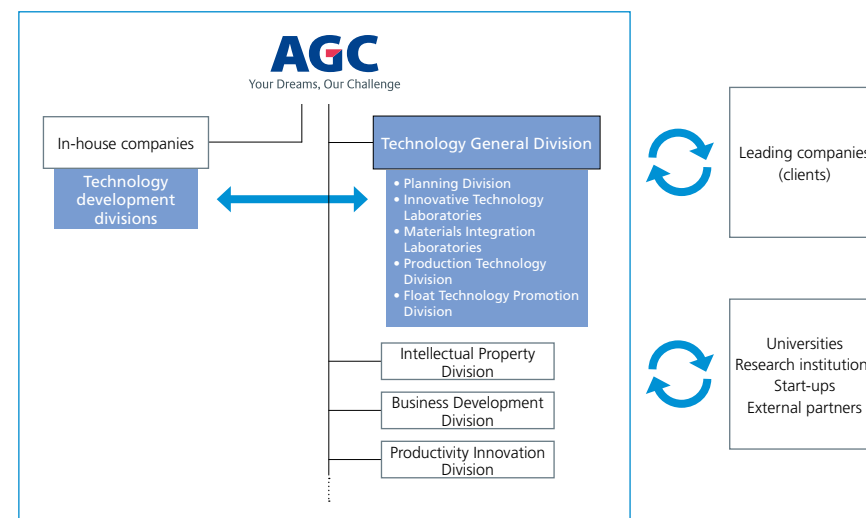 AGC
Your Dreams, Our Challenge
In-house companies
Technology
development
divisions
Technology General Division
• Planning Division
• Innovative Technology
Laboratories
• Materials Integration
Laboratories
• Production Technology
Division
• Float Technology Promotion
Division
Intellectual Property
Division
Business Development
Division
Productivity Innovation
Division
Leading companies
(clients)
Universities
Research institution
Start-ups
External partners